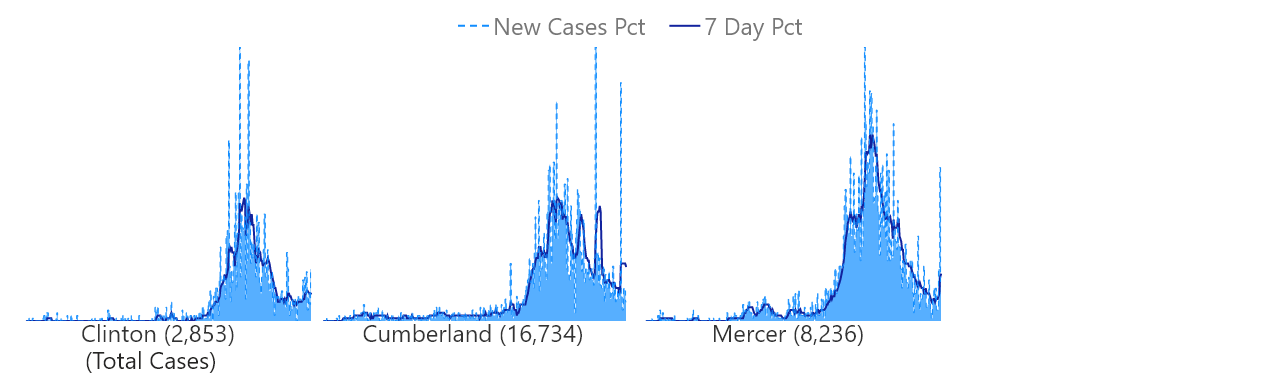 New Cases Pct 7 Day Pct
Clinton (2,853) Cumberland (16,734) Mercer (8,236)
(Total Cases)